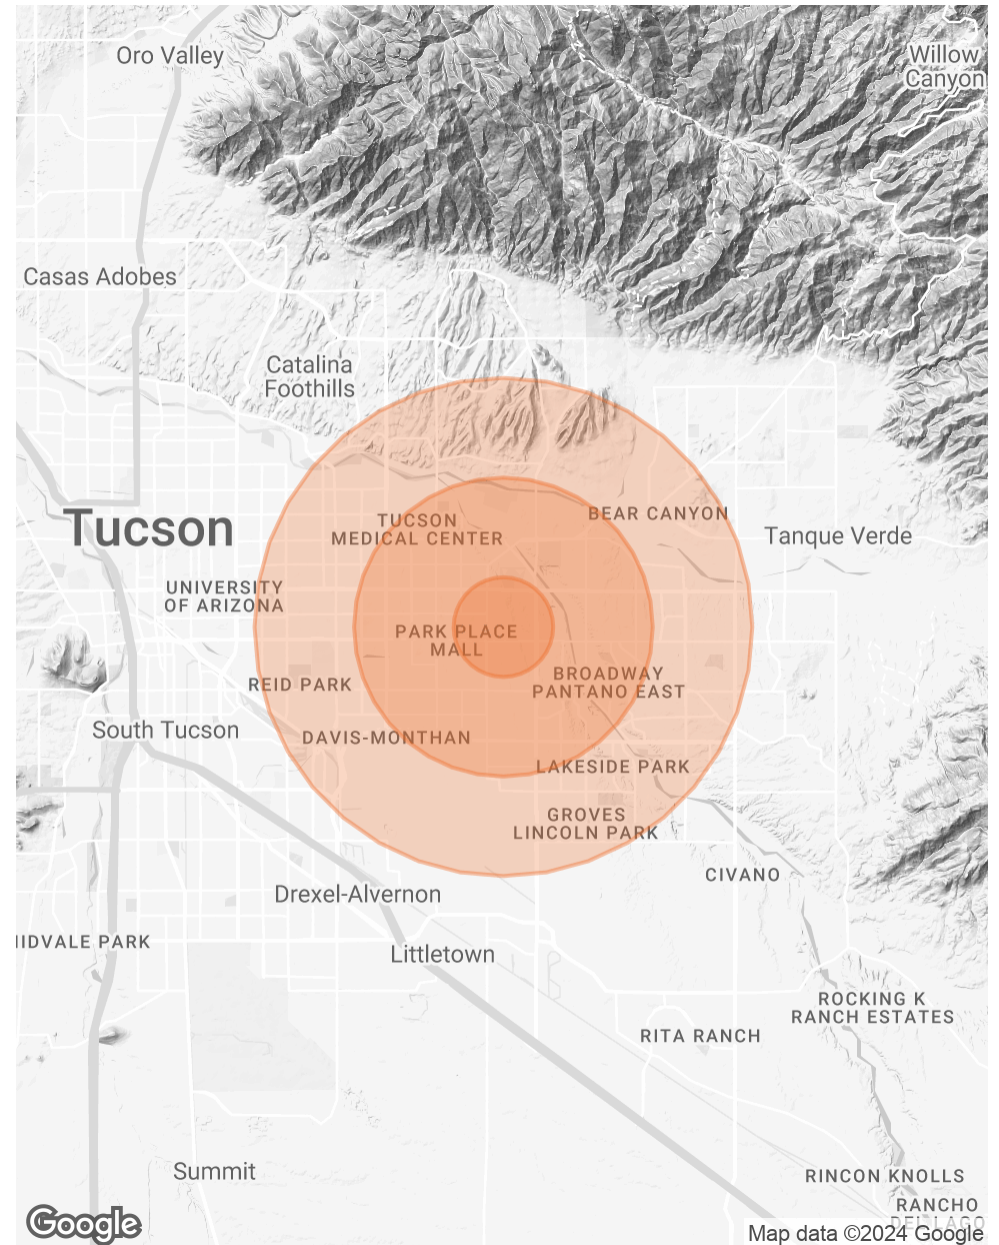 Oro Valley
Willow
Canyon
Casas Adobes
Catalina
Foothills
Tucson
TUCSON
MEDICAL CENTER
BEAR CANYON
Tanque Verde
UNIVERSITY
OF ARIZONA
PARK PLACE
MALL
BROADWAY
PANTANO EAST
REID PARK
South Tucson
DAVIS-MONTHAN
LAKESIDE PARK
GROVES
LINCOLN PARK
CIVANO
Drexel-Alvernon
Littletown
IDVALE PARK
ROCKING K
RANCH ESTATES
RITA RANCH
Summit
RINCON KNOLLS
RANCHO
DEL LAGO
Google
Map data ©2024 Google